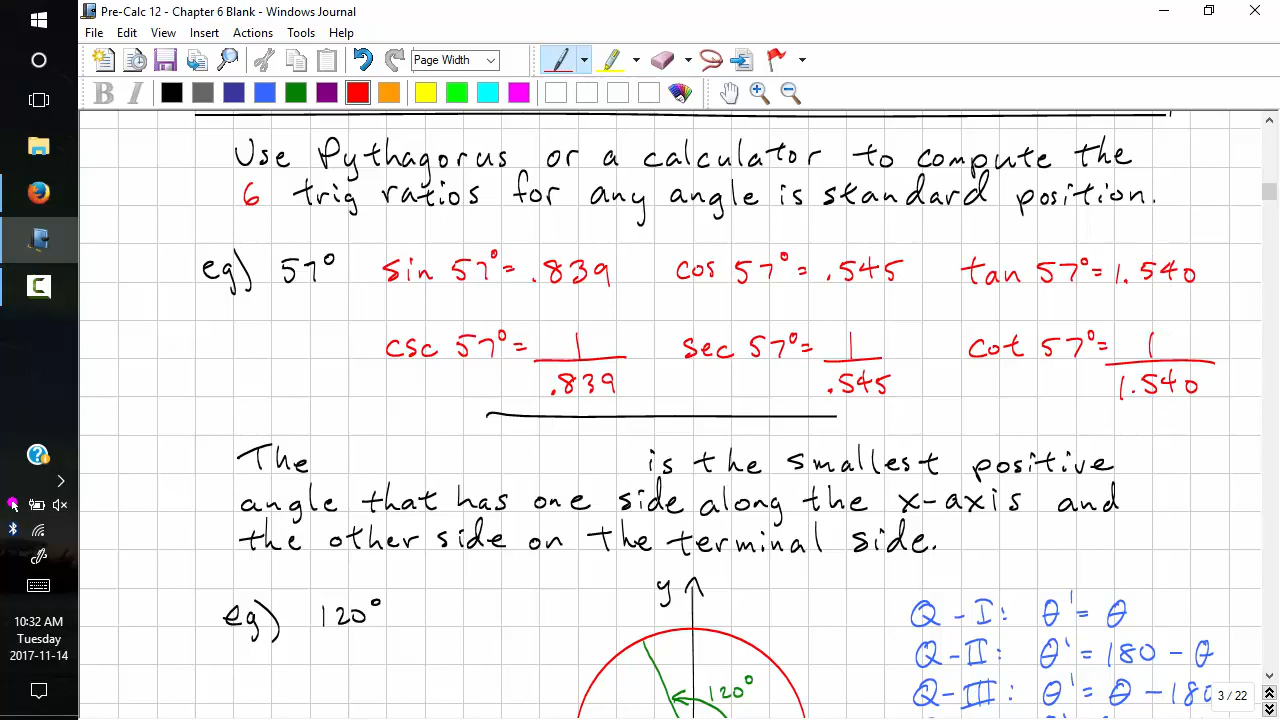 Pre-Calc 12 - Chapter 6 Blank - Windows Journal
File Edit View Insert Actions Tools Help
Page Width
B I
Use Pythagorus or a calculator to compute the
6 trig ratios for any angle is standard position.
eg) 57° sin 57° = .839 cos 57° = .545 tan 57° = 1.540
csc 57° = 1/.839 sec 57° = 1/.545 cot 57° = 1/1.540
The is the smallest positive
angle that has one side along the x-axis and
the other side on the terminal side.
eg) 120°
y
120°
Q - I: θ' = θ
Q - II: θ' = 180 - θ
Q - III: θ' = θ - 180
10:32 AM
Tuesday
2017-11-14
3 / 22